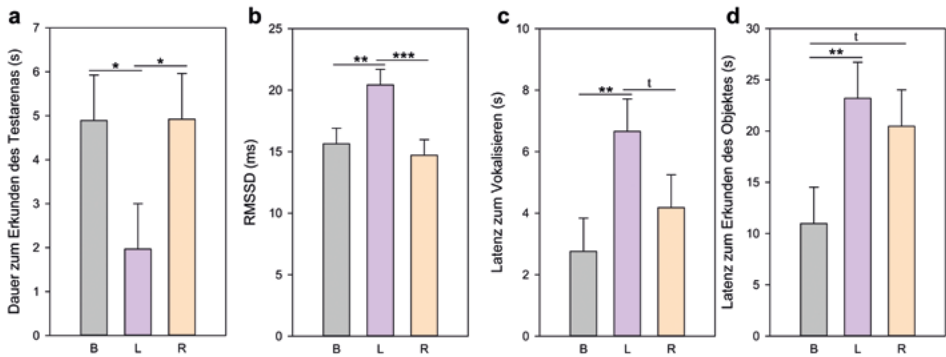 a
Dauer zum Erkunden des Testarenas (s)
7
6
5
4
3
2
1
0
* *
B L R
b
RMSSD (ms)
25
20
15
10
5
0
** ***
B L R
c
Latenz zum Vokalisieren (s)
10
8
6
4
2
0
** t
B L R
d
Latenz zum Erkunden des Objektes (s)
30
25
20
15
10
5
0
t
**
B L R